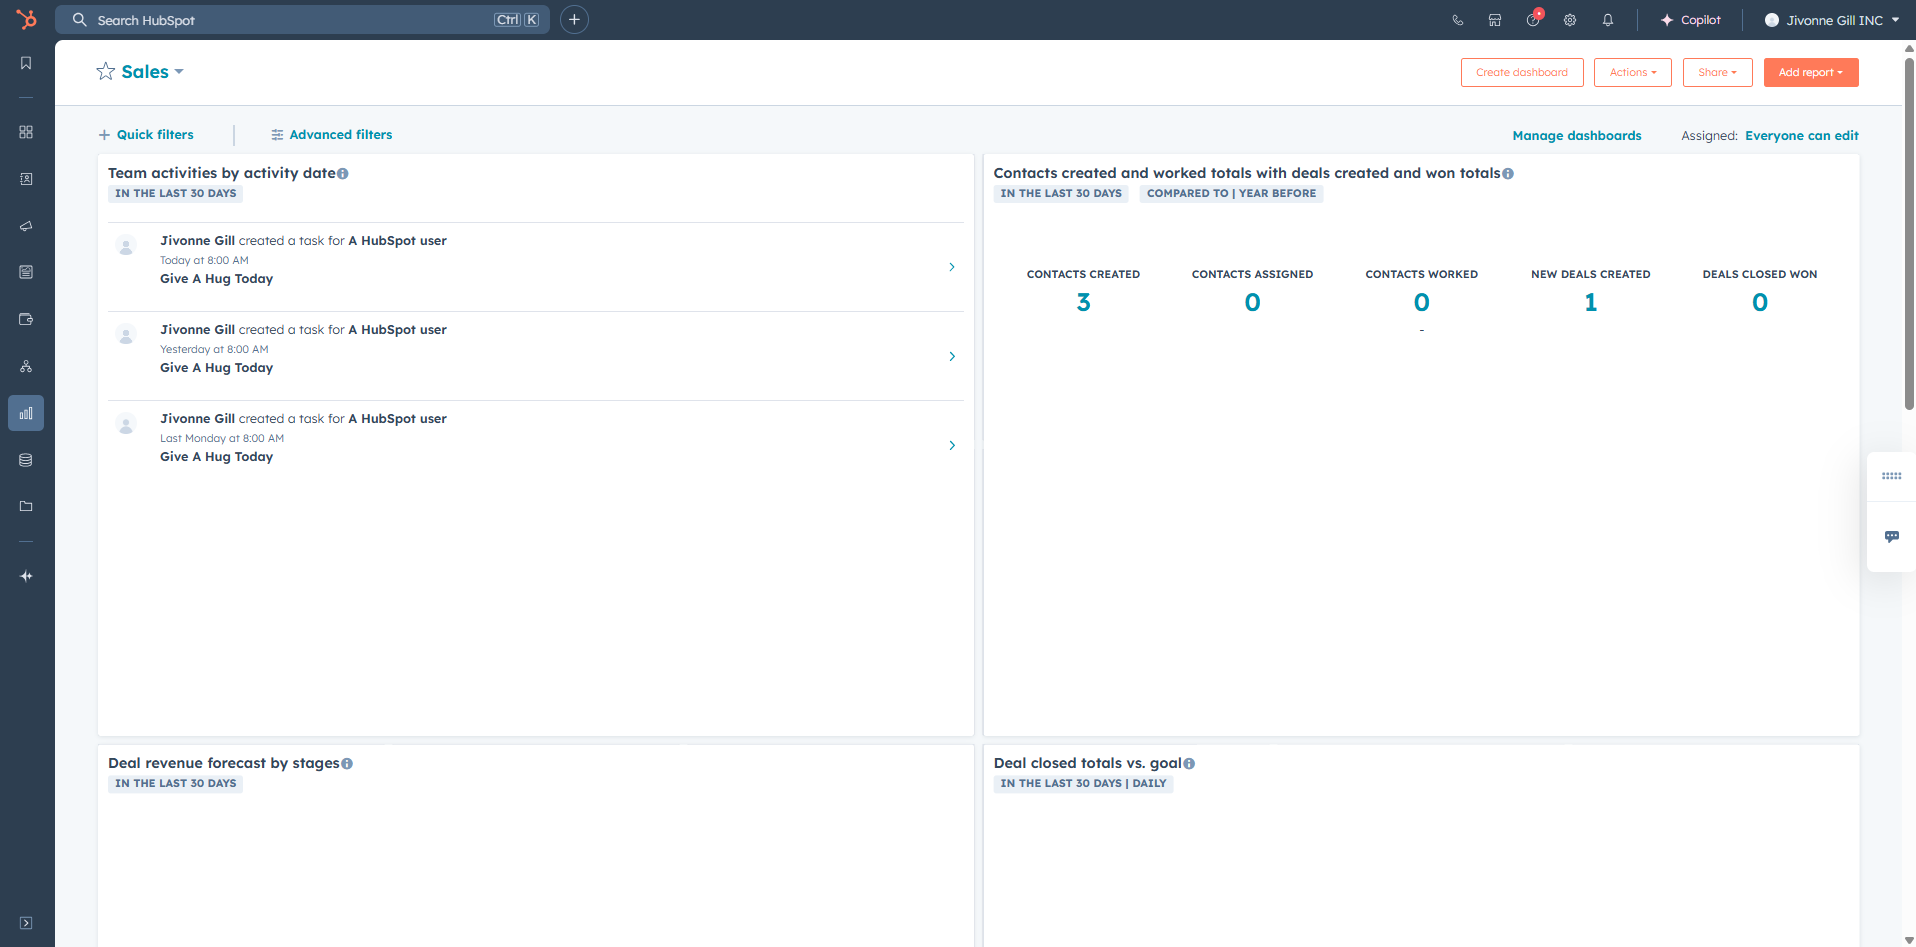 Search HubSpot
Ctrl K
Copilot
Jivonne Gill INC
Sales
Create dashboard
Actions
Share
Add report
Quick filters
Advanced filters
Manage dashboards
Assigned: Everyone can edit
Team activities by activity date
IN THE LAST 30 DAYS
Jivonne Gill created a task for A HubSpot user
Today at 8:00 AM
Give A Hug Today
Jivonne Gill created a task for A HubSpot user
Yesterday at 8:00 AM
Give A Hug Today
Jivonne Gill created a task for A HubSpot user
Last Monday at 8:00 AM
Give A Hug Today
Contacts created and worked totals with deals created and won totals
IN THE LAST 30 DAYS
COMPARED TO | YEAR BEFORE
CONTACTS CREATED
3
CONTACTS ASSIGNED
0
CONTACTS WORKED
0
-
NEW DEALS CREATED
1
DEALS CLOSED WON
0
Deal revenue forecast by stages
IN THE LAST 30 DAYS
Deal closed totals vs. goal
IN THE LAST 30 DAYS | DAILY